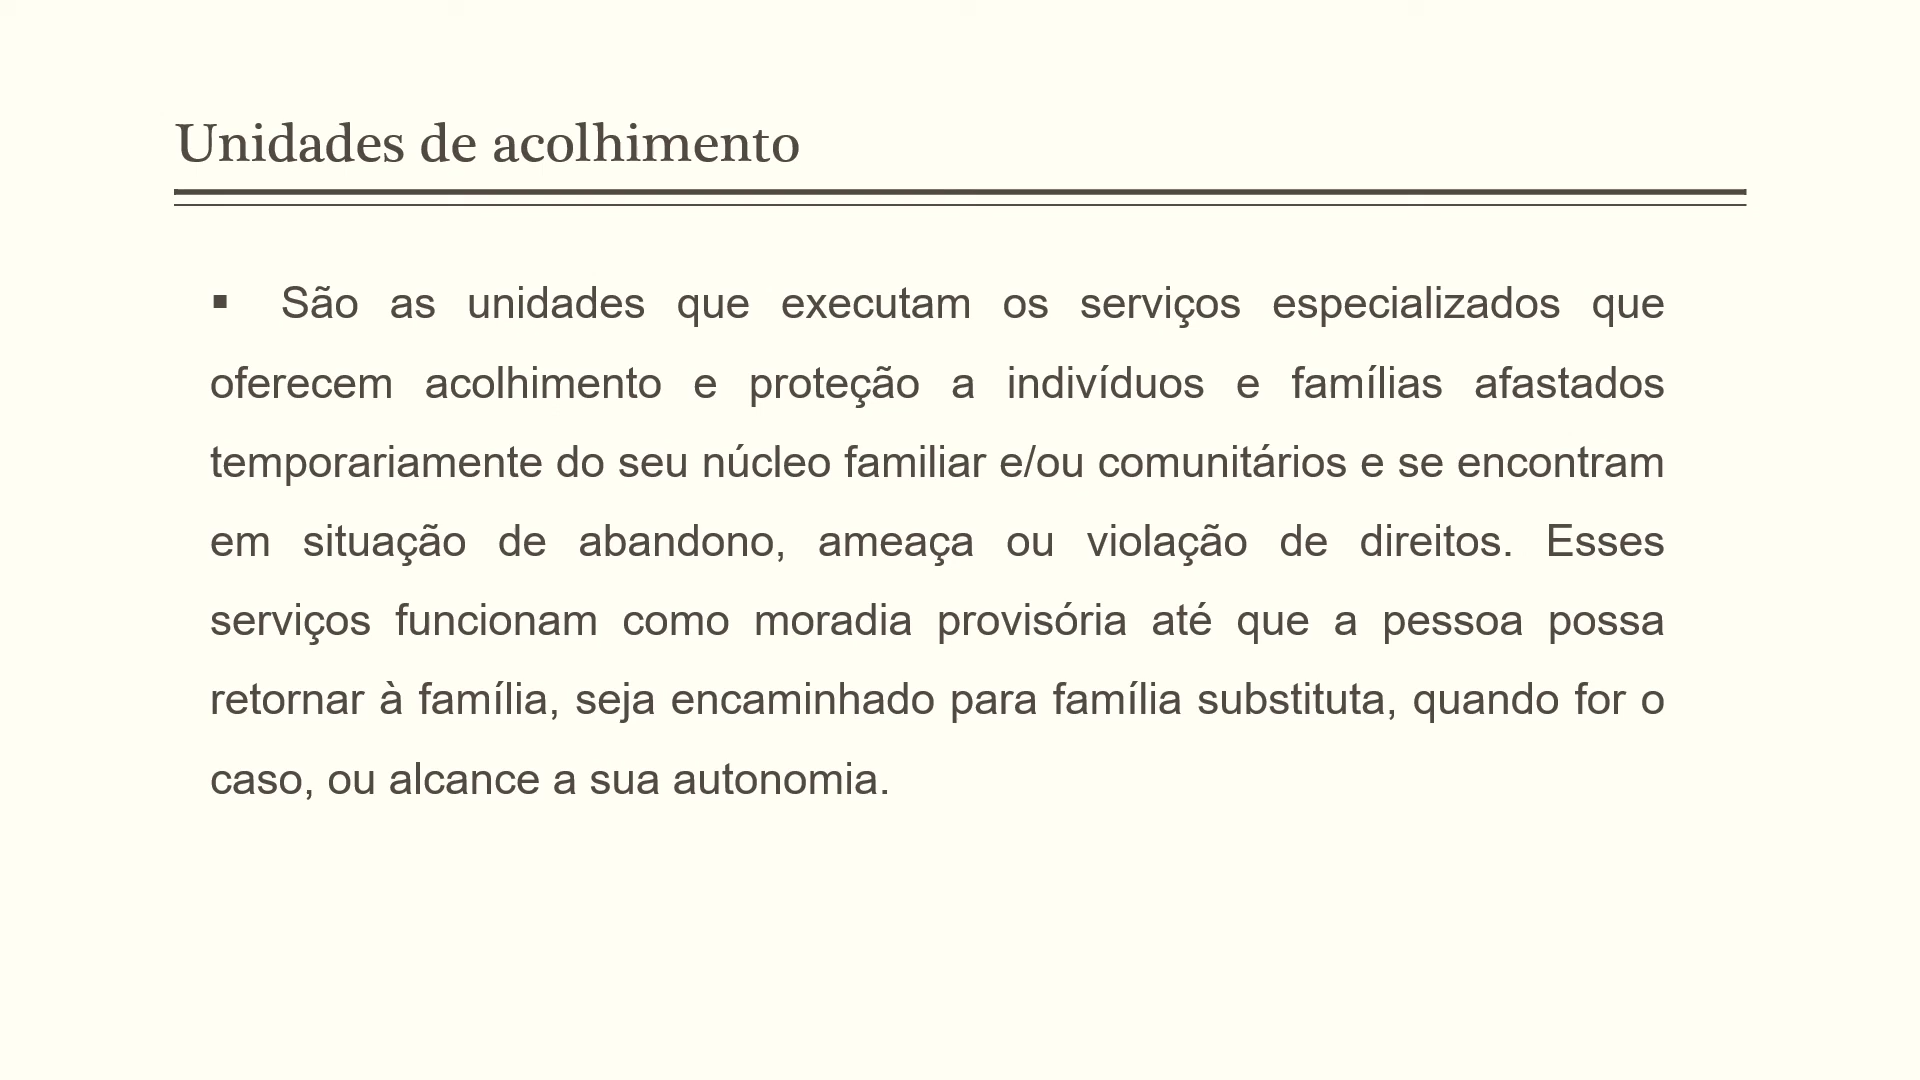 Unidades de acolhimento
▪ São as unidades que executam os serviços especializados que
oferecem acolhimento e proteção a indivíduos e famílias afastados
temporariamente do seu núcleo familiar e/ou comunitários e se encontram
em situação de abandono, ameaça ou violação de direitos. Esses
serviços funcionam como moradia provisória até que a pessoa possa
retornar à família, seja encaminhado para família substituta, quando for o
caso, ou alcance a sua autonomia.